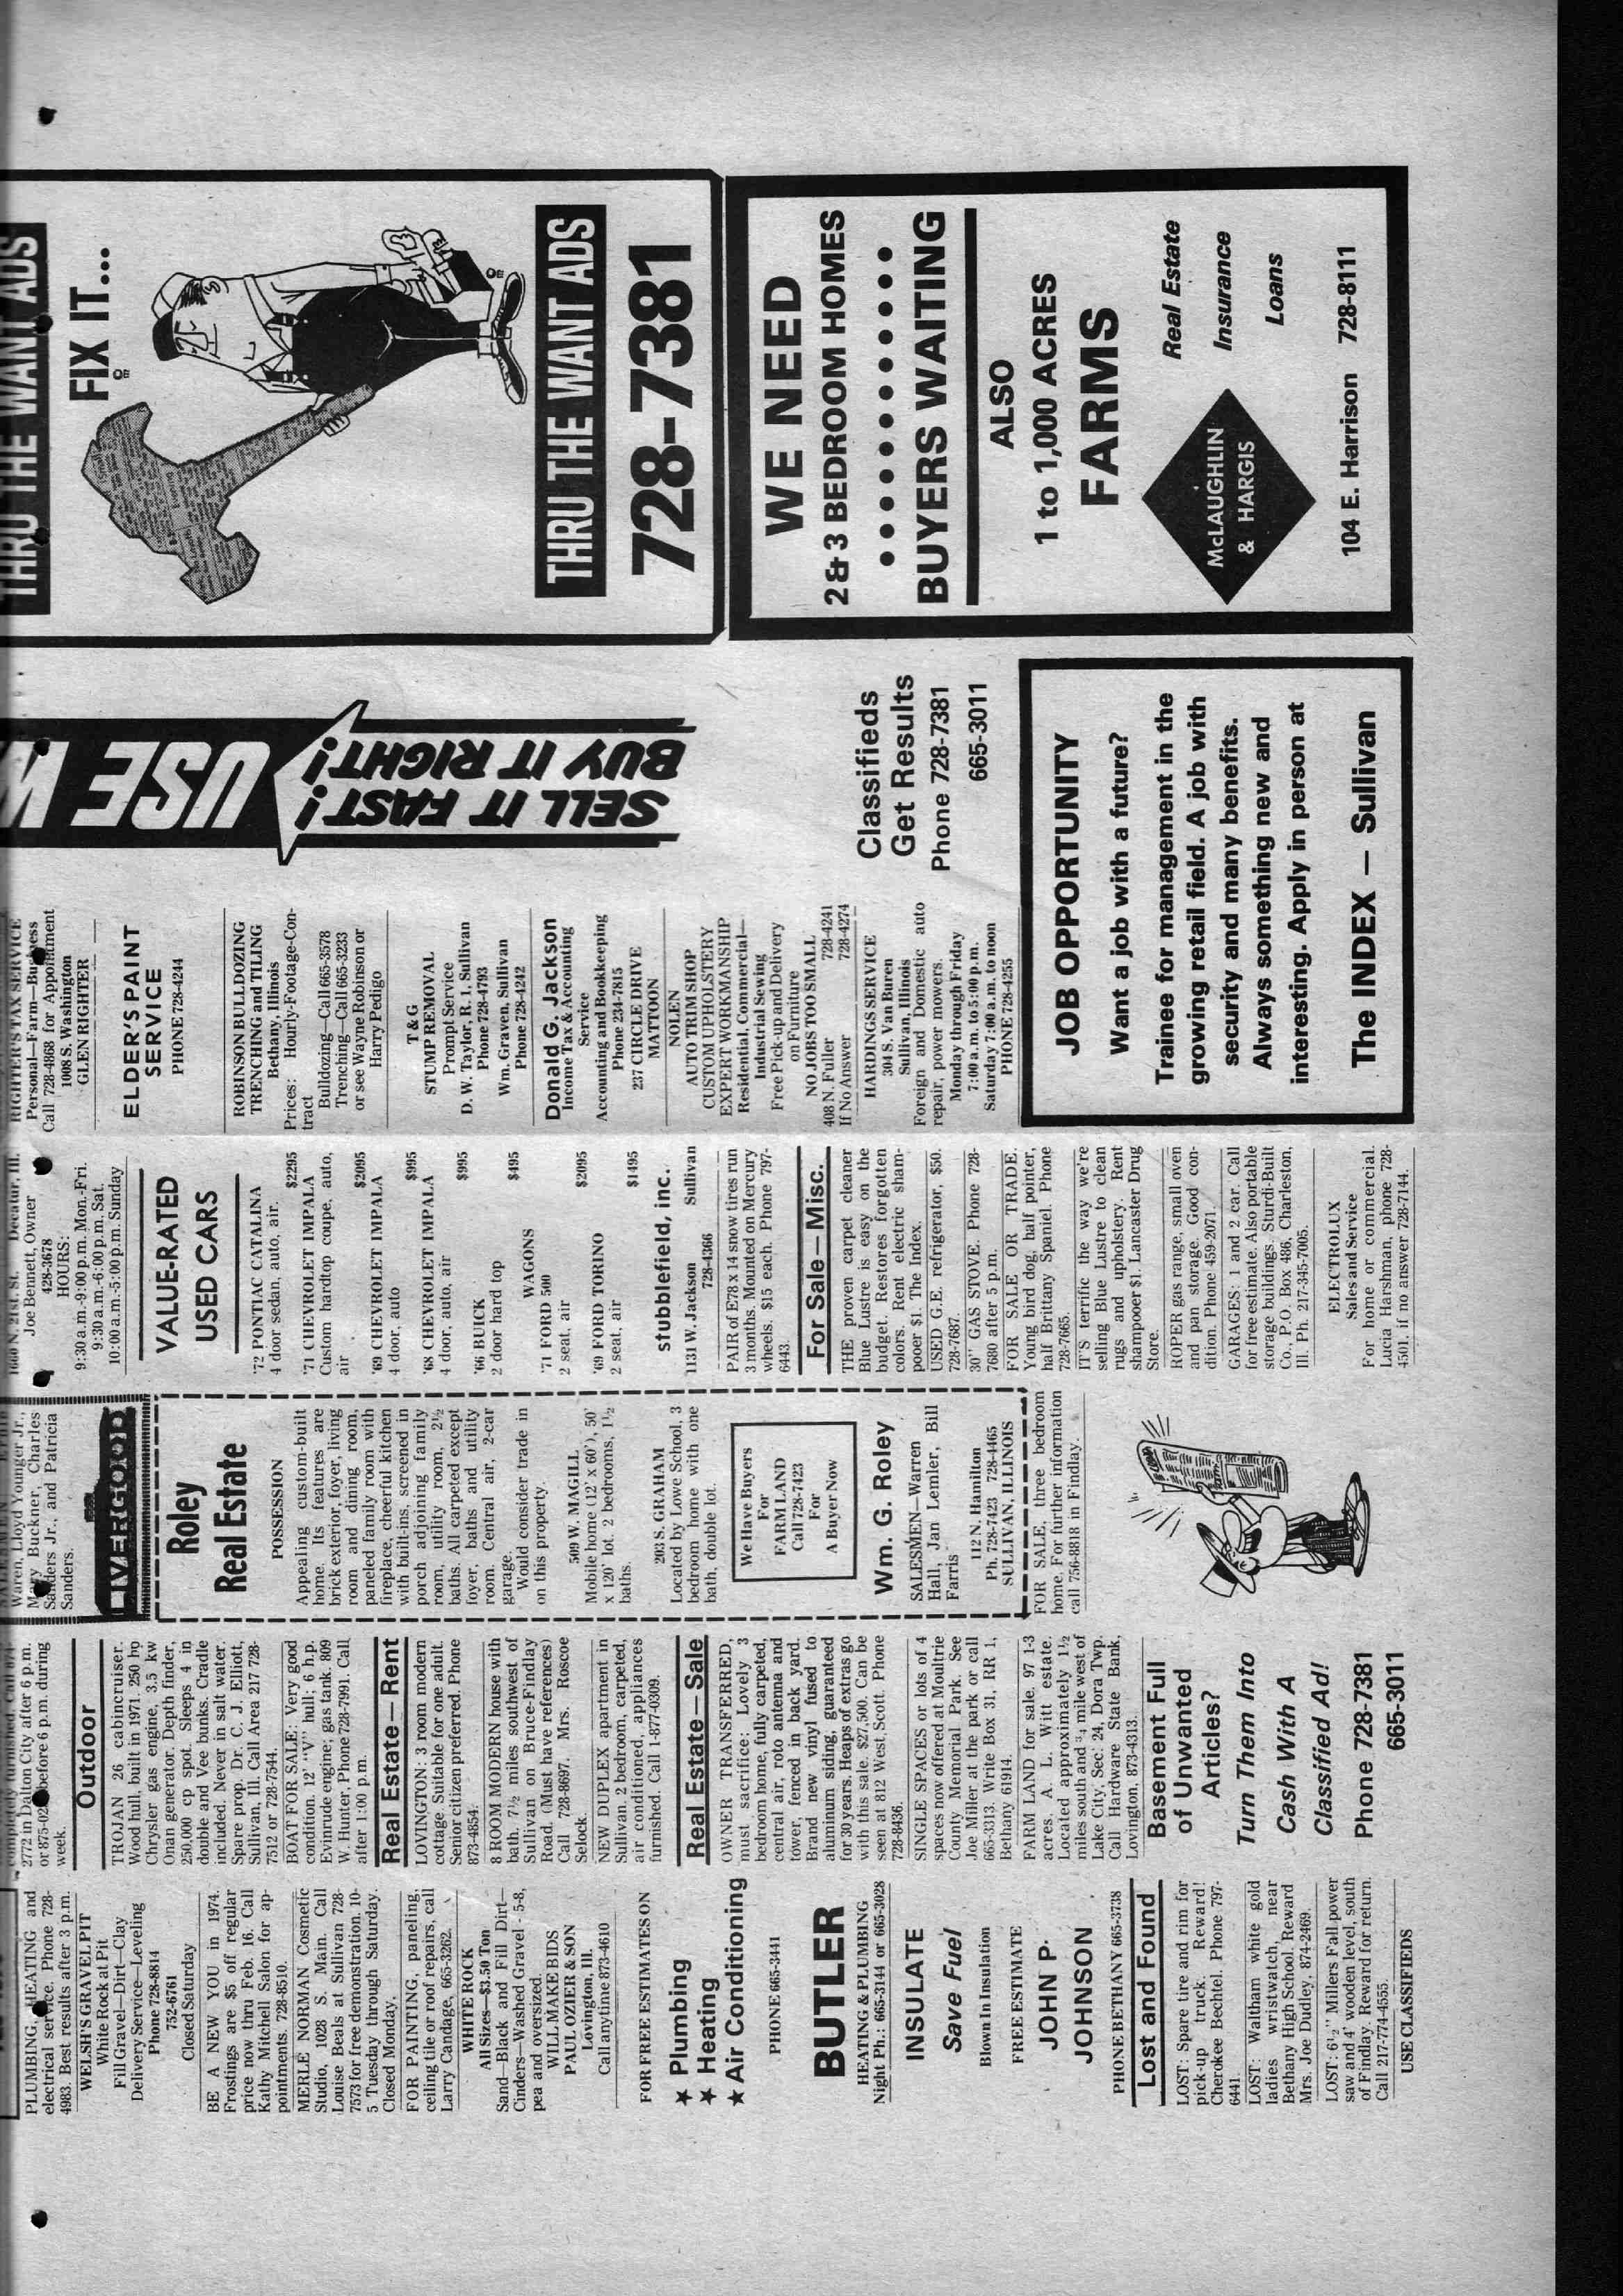 PLUMBING, HEATING and
electrical service. Phone 728-
4983. Best results after 3 p.m.
WELSH'S GRAVEL PIT
White Rock at Pit
Fill Gravel—Dirt—Clay
Delivery Service—Leveling
Phone 728-8814
752-6761
Closed Saturday
BE A NEW YOU in 1974.
Frostings are $5 off regular
price now thru Feb. 16. Call
Kathy Mitchell Salon for ap-
pointments. 728-8510.
MERLE NORMAN Cosmetic
Studio, 1028 S. Main. Call
Louise Beals at Sullivan 728-
7573 for free demonstration. 10-
5 Tuesday through Saturday.
Closed Monday.
FOR PAINTING, paneling,
ceiling tile or roof repairs, call
Larry Candage, 665-3262.
WHITE ROCK
All Sizes—$3.50 Ton
Sand—Black and Fill Dirt—
Cinders—Washed Gravel - 5-8,
pea and oversized.
WILL MAKE BIDS
PAUL OZIER & SON
Lovington, Ill.
Call anytime 873-4610
FOR FREE ESTIMATES ON
★ Plumbing
★ Heating
★ Air Conditioning
PHONE 665-3441
BUTLER
HEATING & PLUMBING
Night Ph.: 665-3144 or 665-3028
INSULATE
Save Fuel
Blown In Insulation
FREE ESTIMATE
JOHN P.
JOHNSON
PHONE BETHANY 665-3738
Lost and Found
LOST: Spare tire and rim for
pick-up truck. Reward!
Cherokee Bechtel. Phone 797-
6441.
LOST: Waltham white gold
ladies wristwatch, near
Bethany High School. Reward
Mrs. Joe Dudley, 874-2469.
LOST: 6½" Millers Fall power
saw and 4' wooden level, south
of Findlay. Reward for return.
Call 217-774-4555.
USE CLASSIFIEDS
completely furnished. Call 874-
2772 in Dalton City after 6 p.m.
or 875-02 before 6 p.m. during
week.
Outdoor
TROJAN 26 cabincruiser.
Wood hull, built in 1971. 250 hp
Chrysler gas engine, 3.5 kw
Onan generator. Depth finder,
250,000 cp spot. Sleeps 4 in
double and Vee bunks. Cradle
included. Never in salt water.
Spare prop. Dr. C. J. Elliott,
Sullivan, Ill. Call Area 217 728-
7512 or 728-7544.
BOAT FOR SALE: Very good
condition. 12' "V" hull; 6 h.p.
Evinrude engine; gas tank. 809
W. Hunter. Phone 728-7991. Call
after 1:00 p.m.
Real Estate—Rent
LOVINGTON: 3 room modern
cottage. Suitable for one adult.
Senior citizen preferred. Phone
873-4854.
8 ROOM MODERN house with
bath. 7½ miles southwest of
Sullivan on Bruce-Findlay
Road. (Must have references)
Call 728-8697. Mrs. Roscoe
Selock.
NEW DUPLEX apartment in
Sullivan. 2 bedroom, carpeted,
air conditioned, appliances
furnished. Call 1-877-0309.
Real Estate—Sale
OWNER TRANSFERRED,
must sacrifice: Lovely 3
bedroom home, fully carpeted,
central air, roto antenna and
tower, fenced in back yard.
Brand new vinyl fused to
aluminum siding, guaranteed
for 30 years. Heaps of extras go
with this sale. $27,500. Can be
seen at 812 West Scott. Phone
728-8436.
SINGLE SPACES or lots of 4
spaces now offered at Moultrie
County Memorial Park. See
Joe Miller at the park or call
665-3313. Write Box 31, RR 1,
Bethany 61914.
FARM LAND for sale. 97 1-3
acres. A. L. Witt estate.
Located approximately 1½
miles south and ¾ mile west of
Lake City, Sec: 24, Dora Twp.
Call Hardware State Bank,
Lovington. 873-4313.
Basement Full
of Unwanted
Articles?
Turn Them Into
Cash With A
Classified Ad!
Phone 728-7381
665-3011
Waren, Lloyd Younger Jr.,
Mary Buckner, Charles
Sanders Jr., and Patricia
Sanders.
LIVERGOOD
Roley
Real Estate
POSSESSION
Appealing custom-built
home. Its features are
brick exterior, foyer, living
room and dining room,
paneled family room with
fireplace, cheerful kitchen
with built-ins, screened in
porch adjoining family
room, utility room, 2½
baths. All carpeted except
foyer, baths and utility
room. Central air, 2-car
garage.
Would consider trade in
on this property.
509 W. MAGILL
Mobile home (12' x 60'), 50'
x 120' lot. 2 bedrooms, 1½
baths.
203 S. GRAHAM
Located by Lowe School, 3
bedroom home with one
bath, double lot.
We Have Buyers
For
FARM LAND
Call 728-7423
For
A Buyer Now
Wm. G. Roley
SALESMEN—Warren
Hall, Jan Lemler, Bill
Farris
112 N. Hamilton
Ph. 728-7423 728-4465
SULLIVAN, ILLINOIS
FOR SALE, three bedroom
home. For further information
call 756-8818 in Findlay.
1660 N. 21st. St. Decatur, Ill.
Joe Bennett, Owner
428-3678
HOURS:
9:30 a.m.-9:00 p.m. Mon.-Fri.
9:30 a.m.-6:00 p.m. Sat.
10:00 a.m.-5:00 p.m. Sunday
VALUE-RATED
USED CARS
'72 PONTIAC CATALINA
4 door sedan, auto, air.
$2295
'71 CHEVROLET IMPALA
Custom hardtop coupe, auto,
air
$2095
'69 CHEVROLET IMPALA
4 door, auto
$995
'68 CHEVROLET IMPALA
4 door, auto, air
$995
'66 BUICK
2 door hard top
$495
WAGONS
'71 FORD 500
2 seat, air
$2095
'69 FORD TORINO
2 seat, air
$1495
stubblefield, inc.
1131 W. Jackson Sullivan
728-4366
PAIR of E78 x 14 snow tires run
3 months. Mounted on Mercury
wheels. $15 each. Phone 797-
6443.
For Sale—Misc.
THE proven carpet cleaner
Blue Lustre is easy on the
budget. Restores forgotten
colors. Rent electric sham-
pooer $1. The Index.
USED G.E. refrigerator, $50.
728-7687.
30" GAS STOVE. Phone 728-
7680 after 5 p.m.
FOR SALE OR TRADE.
Young bird dog, half pointer,
half Brittany Spaniel. Phone
728-7665.
IT'S terrific the way we're
selling Blue Lustre to clean
rugs and upholstery. Rent
shampooer $1. Lancaster Drug
Store.
ROPER gas range, small oven
and pan storage. Good con-
dition. Phone 459-2071.
GARAGES: 1 and 2 car. Call
for free estimate. Also portable
storage buildings. Sturdi-Built
Co., P.O. Box 486, Charleston,
Ill. Ph. 217-345-7005.
ELECTROLUX
Sales and Service
For home or commercial.
Lucia Harshman, phone 728-
4501, if no answer 728-7144.
RIGHTER'S TAX SERVICE
Personal—Farm—Business
Call 728-4868 for Appointment
1008 S. Washington
GLEN RIGHTER
ELDER'S PAINT
SERVICE
PHONE 728-4244
ROBINSON BULLDOZING
TRENCHING and TILING
Bethany, Illinois
Prices: Hourly-Footage-Con-
tract
Bulldozing—Call 665-3578
Trenching—Call 665-3233
or see Wayne Robinson or
Harry Pedigo
T & G
STUMP REMOVAL
Prompt Service
D. W. Taylor, R. 1, Sullivan
Phone 728-4793
Wm. Graven, Sullivan
Phone 728-4242
Donald G. Jackson
Income Tax & Accounting
Service
Accounting and Bookkeeping
Phone 234-7815
237 CIRCLE DRIVE
MATTOON
NOLEN
AUTO TRIM SHOP
CUSTOM UPHOLSTERY
EXPERT WORKMANSHIP
Residential, Commercial—
Industrial Sewing
Free Pick-up and Delivery
on Furniture
NO JOBS TOO SMALL
408 N. Fuller 728-4241
If No Answer 728-4274
HARDINGS SERVICE
304 S. Van Buren
Sullivan, Illinois
Foreign and Domestic auto
repair, power mowers.
Monday through Friday
7:00 a.m. to 5:00 p.m.
Saturday 7:00 a.m. to noon
PHONE 728-4255
USE W
SELL IT FAST!
BUY IT RIGHT!
Classifieds
Get Results
Phone 728-7381
665-3011
JOB OPPORTUNITY
Want a job with a future?
Trainee for management in the
growing retail field. A job with
security and many benefits.
Always something new and
interesting. Apply in person at
The INDEX — Sullivan
THRU THE WANT ADS
FIX IT...
THRU THE WANT ADS
728-7381
WE NEED
2 & 3 BEDROOM HOMES
BUYERS WAITING
ALSO
1 to 1,000 ACRES
FARMS
McLAUGHLIN
& HARGIS
Real Estate
Insurance
Loans
104 E. Harrison 728-8111